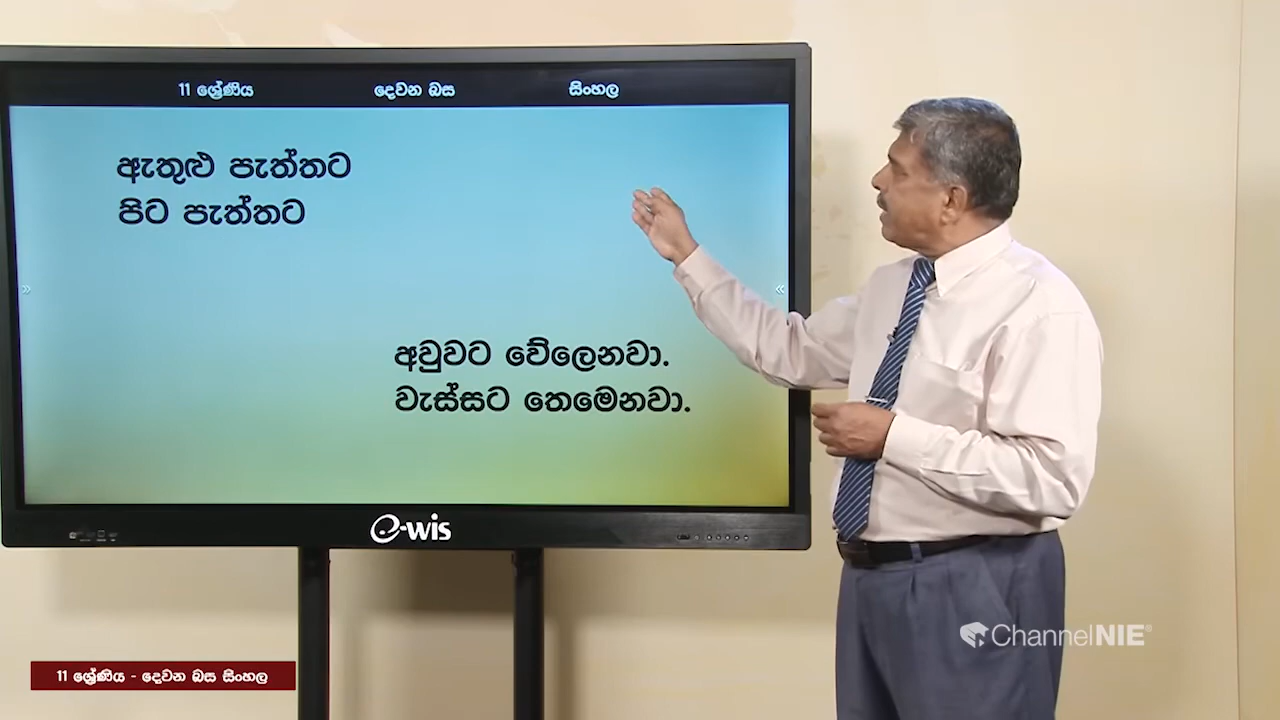 11 ශ්‍රේණිය දෙවන බස සිංහල
ඇතුළු පැත්තට
පිට පැත්තට
අව්වට වේලෙනවා.
වැස්සට තෙමෙනවා.
e-wis
ChannelNIE
11 ශ්‍රේණිය - දෙවන බස සිංහල